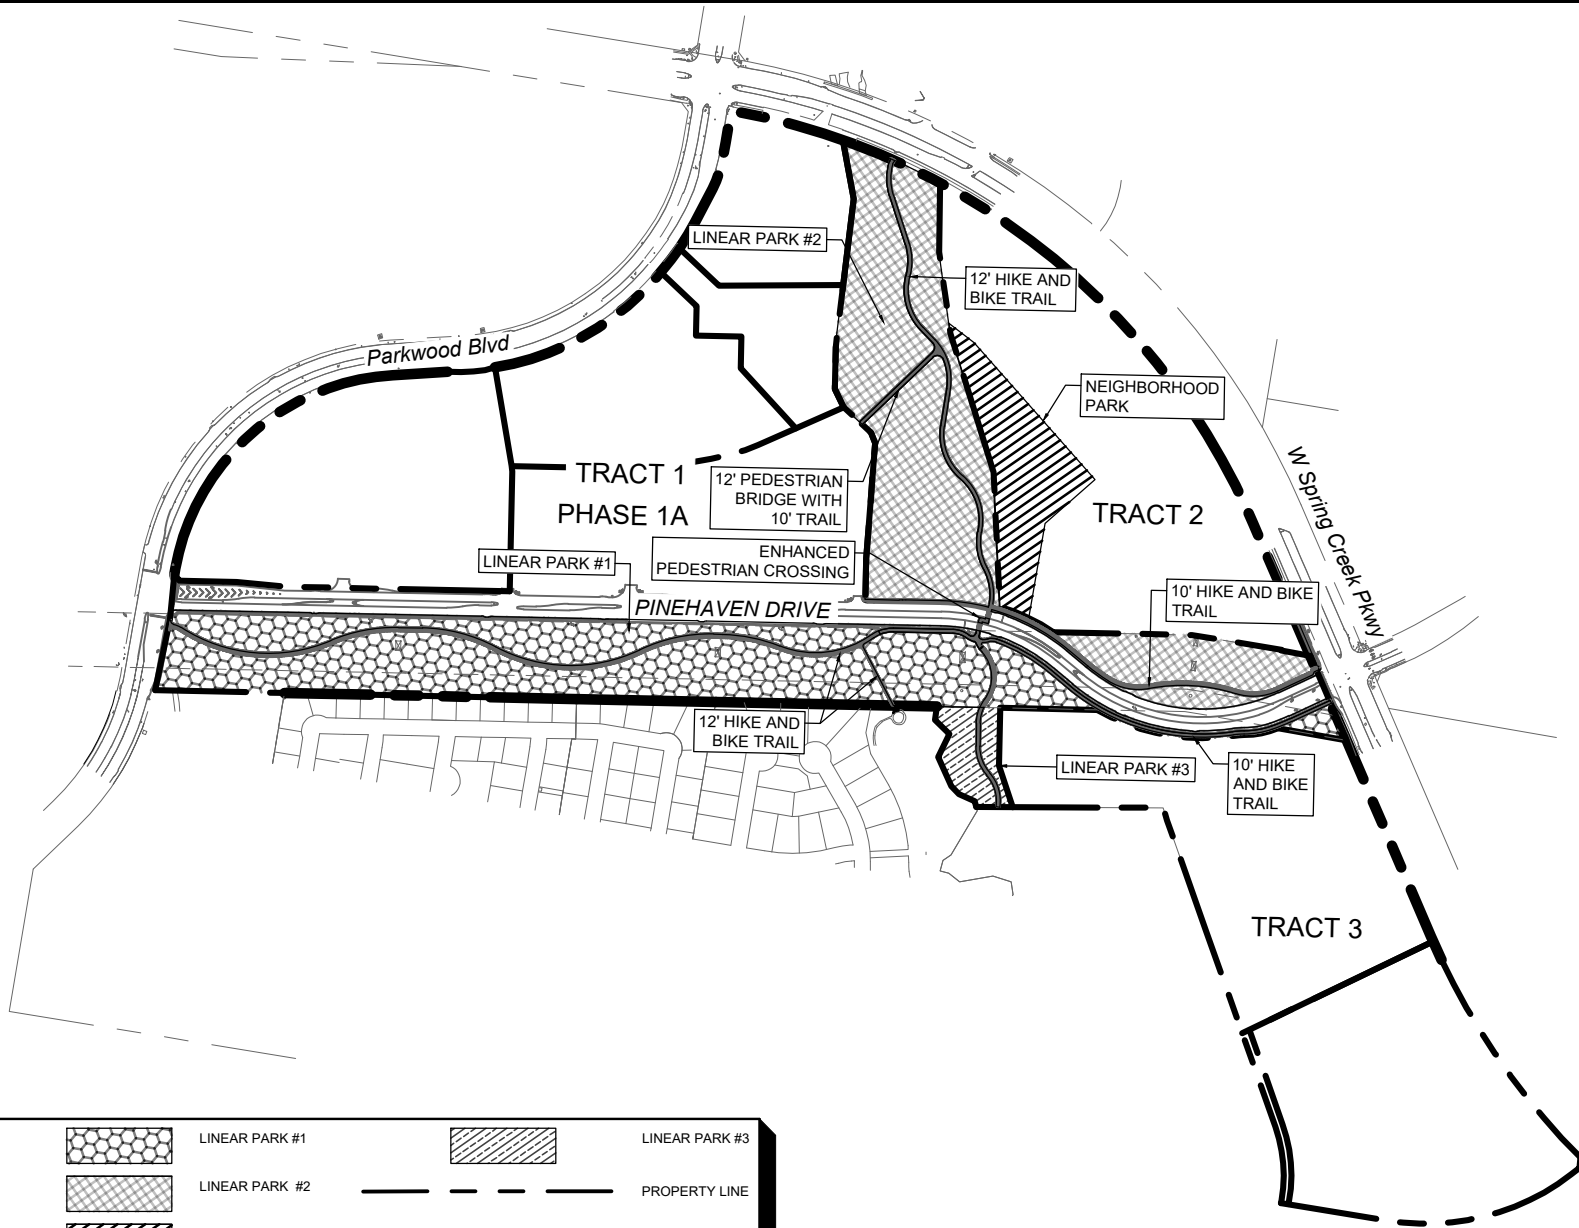 LINEAR PARK #2
12' HIKE AND
BIKE TRAIL
Parkwood Blvd
NEIGHBORHOOD
PARK
W Spring Creek Pkwy
TRACT 1
PHASE 1A
12' PEDESTRIAN
BRIDGE WITH
10' TRAIL
TRACT 2
LINEAR PARK #1
ENHANCED
PEDESTRIAN CROSSING
PINEHAVEN DRIVE
10' HIKE AND BIKE
TRAIL
12' HIKE AND
BIKE TRAIL
LINEAR PARK #3
10' HIKE
AND BIKE
TRAIL
TRACT 3
LINEAR PARK #1
LINEAR PARK #3
LINEAR PARK #2
PROPERTY LINE